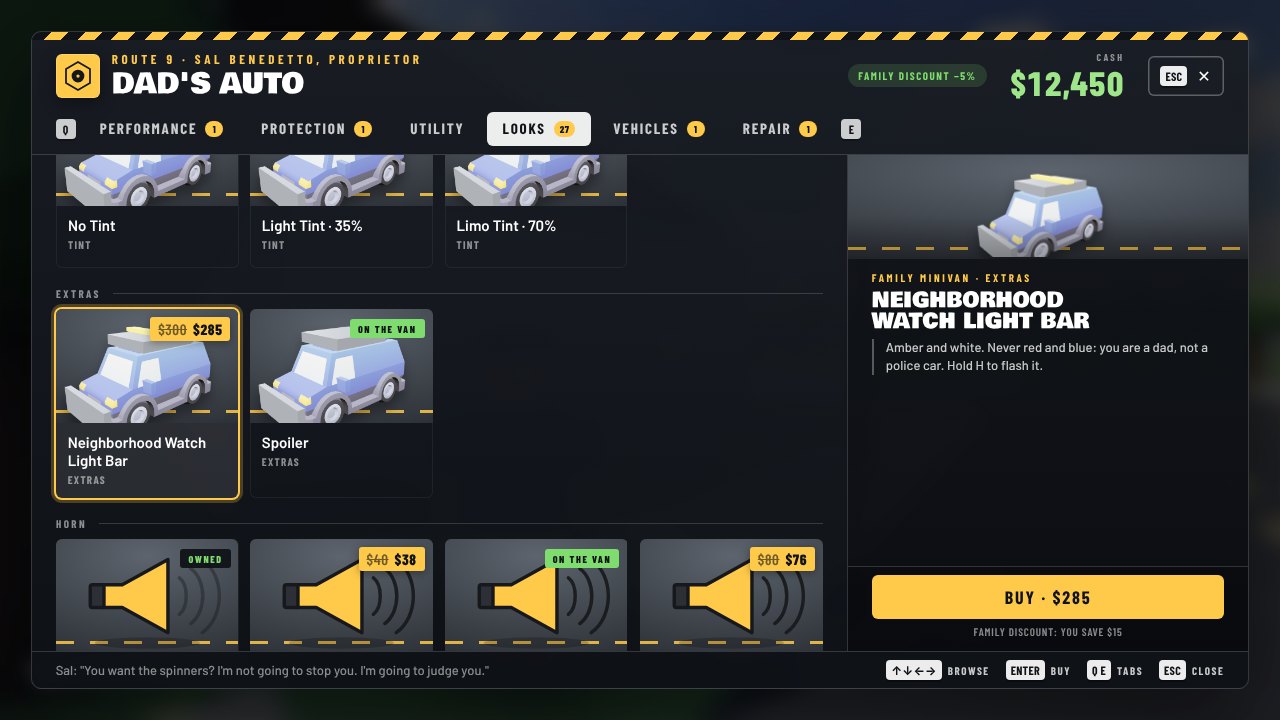 ROUTE 9 · SAL BENEDETTO, PROPRIETOR
DAD'S AUTO
FAMILY DISCOUNT −5%
CASH
$12,450
ESC ✕
Q PERFORMANCE 1 PROTECTION 1 UTILITY LOOKS 27 VEHICLES 1 REPAIR 1 E
No Tint
TINT
Light Tint · 35%
TINT
Limo Tint · 70%
TINT
EXTRAS
$300 $285
Neighborhood Watch
Light Bar
EXTRAS
ON THE VAN
Spoiler
EXTRAS
HORN
OWNED
$40 $38
ON THE VAN
$80 $76
FAMILY MINIVAN · EXTRAS
NEIGHBORHOOD
WATCH LIGHT BAR
Amber and white. Never red and blue: you are a dad, not a
police car. Hold H to flash it.
BUY · $285
FAMILY DISCOUNT: YOU SAVE $15
Sal: "You want the spinners? I'm not going to stop you. I'm going to judge you."
↑↓←→ BROWSE ENTER BUY Q E TABS ESC CLOSE